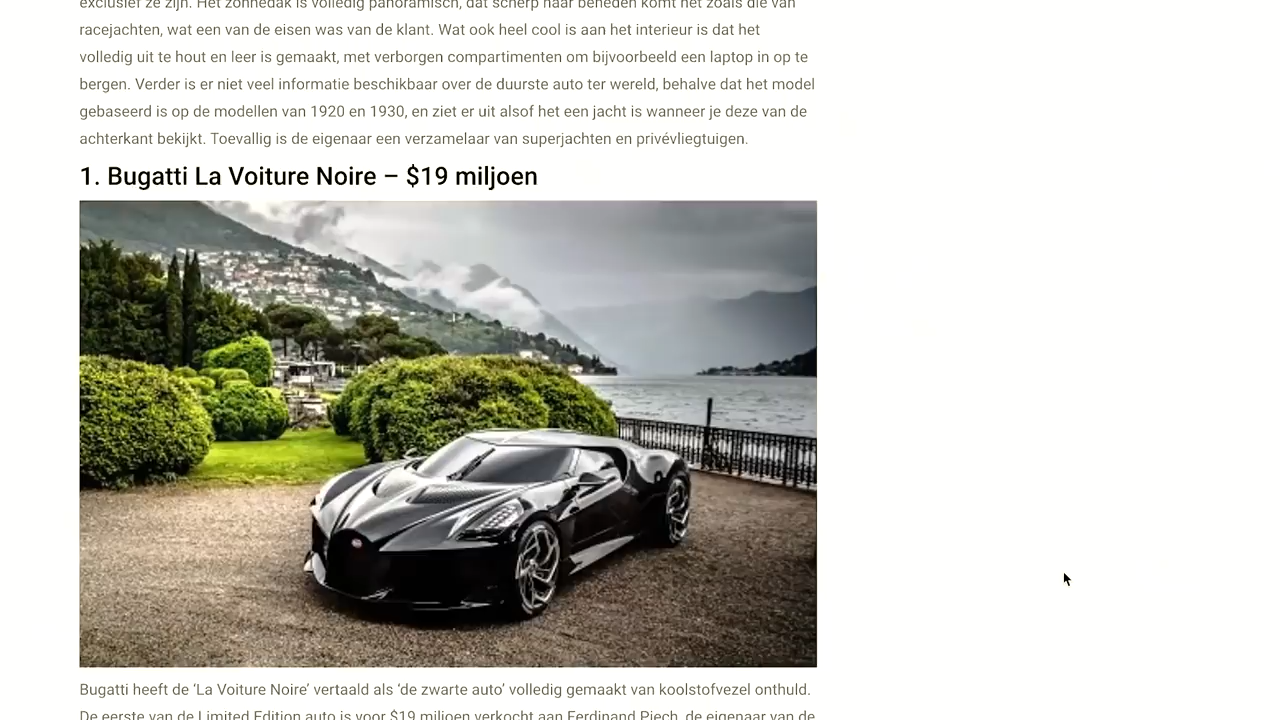 exclusief ze zijn. Het zonnedak is volledig panoramisch, dat scherp naar beneden komt net zoals die van
racejachten, wat een van de eisen was van de klant. Wat ook heel cool is aan het interieur is dat het
volledig uit te hout en leer is gemaakt, met verborgen compartimenten om bijvoorbeeld een laptop in op te
bergen. Verder is er niet veel informatie beschikbaar over de duurste auto ter wereld, behalve dat het model
gebaseerd is op de modellen van 1920 en 1930, en ziet er uit alsof het een jacht is wanneer je deze van de
achterkant bekijkt. Toevallig is de eigenaar een verzamelaar van superjachten en privévliegtuigen.
1. Bugatti La Voiture Noire – $19 miljoen
Bugatti heeft de ‘La Voiture Noire’ vertaald als ‘de zwarte auto’ volledig gemaakt van koolstofvezel onthuld.
De eerste van de Limited Edition auto is voor $19 miljoen verkocht aan Ferdinand Piech, de eigenaar van de